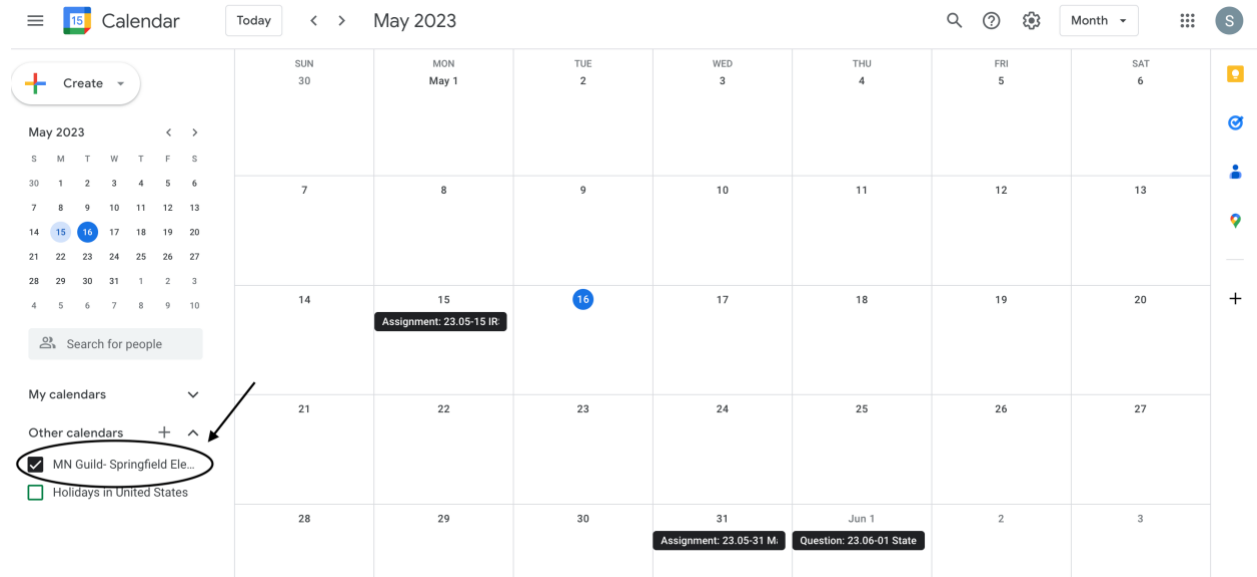 15 Calendar Today May 2023 Month S
Create
May 2023
S M T W T F S
30 1 2 3 4 5 6
7 8 9 10 11 12 13
14 15 16 17 18 19 20
21 22 23 24 25 26 27
28 29 30 31 1 2 3
4 5 6 7 8 9 10
Search for people
My calendars
Other calendars
MN Guild- Springfield Ele...
Holidays in United States
SUN MON TUE WED THU FRI SAT
30 May 1 2 3 4 5 6
7 8 9 10 11 12 13
14 15 16 17 18 19 20
Assignment: 23.05-15 IR:
21 22 23 24 25 26 27
28 29 30 31 Jun 1 2 3
Assignment: 23.05-31 M Question: 23.06-01 State